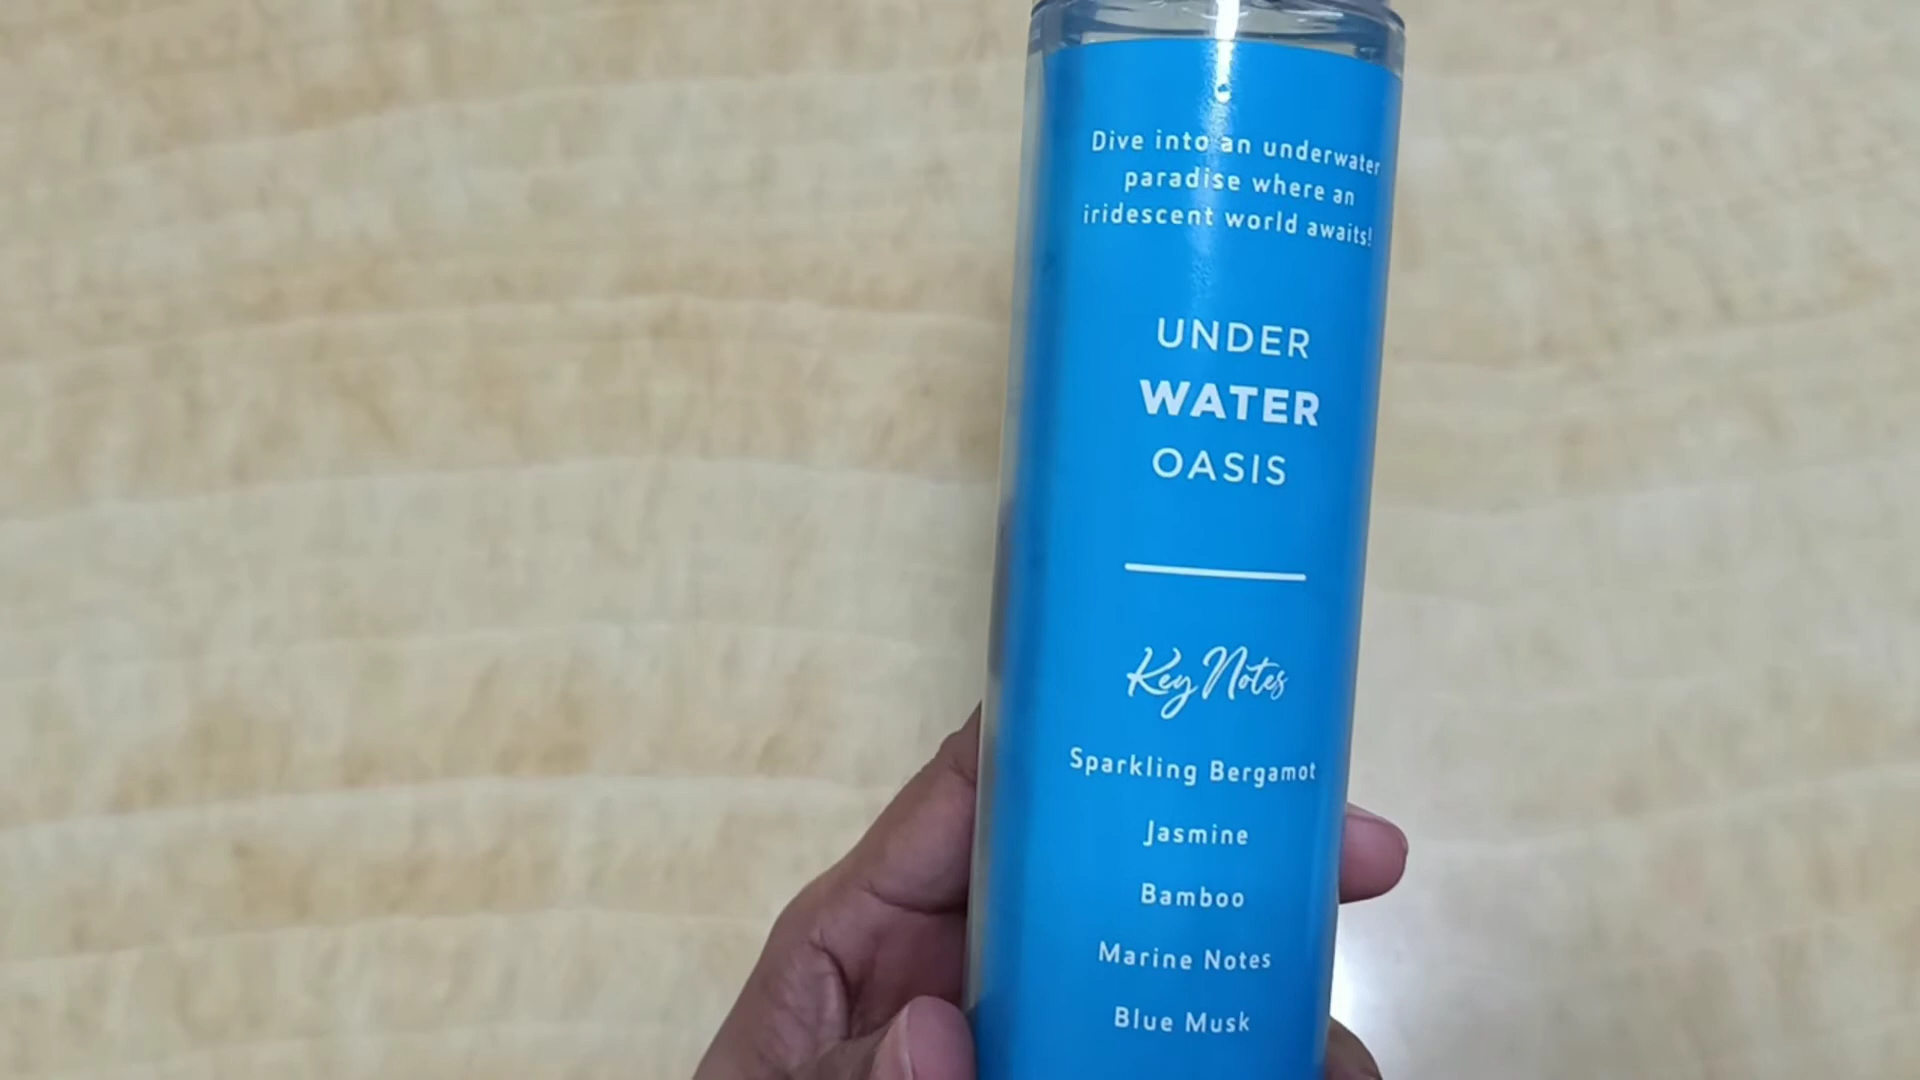 Dive into an underwater
paradise where an
iridescent world awaits!
UNDER
WATER
OASIS
Key Notes
Sparkling Bergamot
Jasmine
Bamboo
Marine Notes
Blue Musk